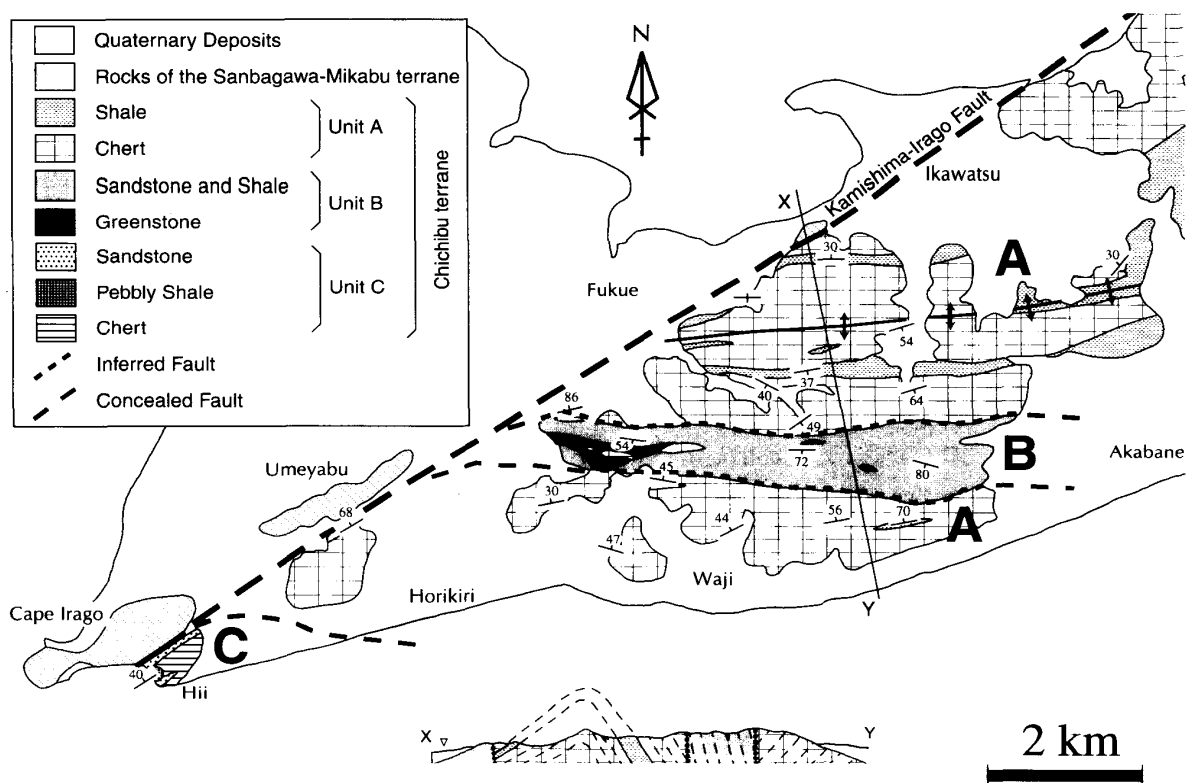 Quaternary Deposits
Rocks of the Sanbagawa-Mikabu terrane
Shale
Chert
Unit A
Sandstone and Shale
Greenstone
Unit B
Sandstone
Pebbly Shale
Chert
Unit C
Chichibu terrane
Inferred Fault
Concealed Fault
N
Kamishima-Irago Fault
Ikawatsu
X
30
A
30
Fukue
54
37
40
64
86
49
54
72
B
Akabane
45
80
Umeyabu
30
68
56
70
44
A
47
Waji
Horikiri
Y
Cape Irago
C
40
Hii
X
Y
2 km